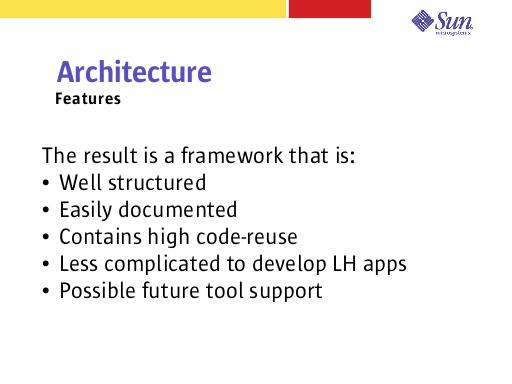 Sun
microsystems
Architecture
Features
The result is a framework that is:
• Well structured
• Easily documented
• Contains high code-reuse
• Less complicated to develop LH apps
• Possible future tool support